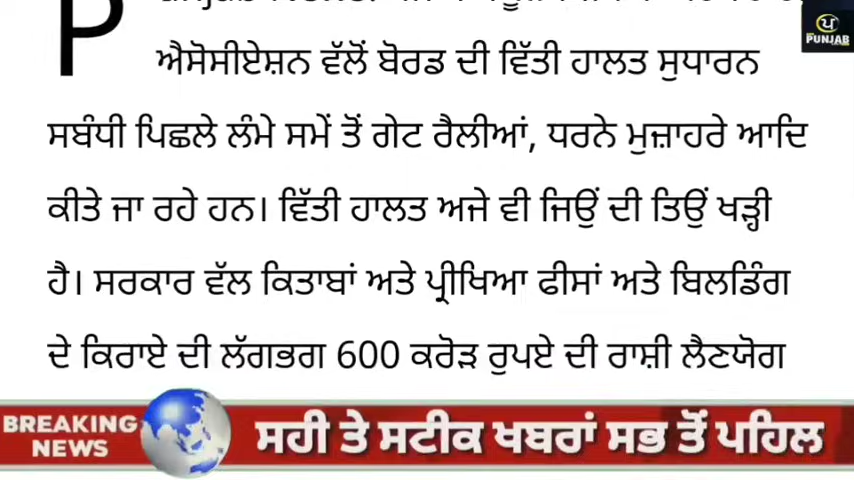 P
PUNJAB
ਐਸੋਸੀਏਸ਼ਨ ਵੱਲੋਂ ਬੋਰਡ ਦੀ ਵਿੱਤੀ ਹਾਲਤ ਸੁਧਾਰਨ
ਸਬੰਧੀ ਪਿਛਲੇ ਲੰਮੇ ਸਮੇਂ ਤੋਂ ਗੇਟ ਰੈਲੀਆਂ, ਧਰਨੇ ਮੁਜ਼ਾਹਰੇ ਆਦਿ
ਕੀਤੇ ਜਾ ਰਹੇ ਹਨ। ਵਿੱਤੀ ਹਾਲਤ ਅਜੇ ਵੀ ਜਿਉਂ ਦੀ ਤਿਉਂ ਖੜ੍ਹੀ
ਹੈ। ਸਰਕਾਰ ਵੱਲ ਕਿਤਾਬਾਂ ਅਤੇ ਪ੍ਰੀਖਿਆ ਫੀਸਾਂ ਅਤੇ ਬਿਲਡਿੰਗ
ਦੇ ਕਿਰਾਏ ਦੀ ਲੱਗਭਗ 600 ਕਰੋੜ ਰੁਪਏ ਦੀ ਰਾਸ਼ੀ ਲੈਣਯੋਗ
BREAKING
NEWS
ਸਹੀ ਤੇ ਸਟੀਕ ਖਬਰਾਂ ਸਭ ਤੋਂ ਪਹਿਲ